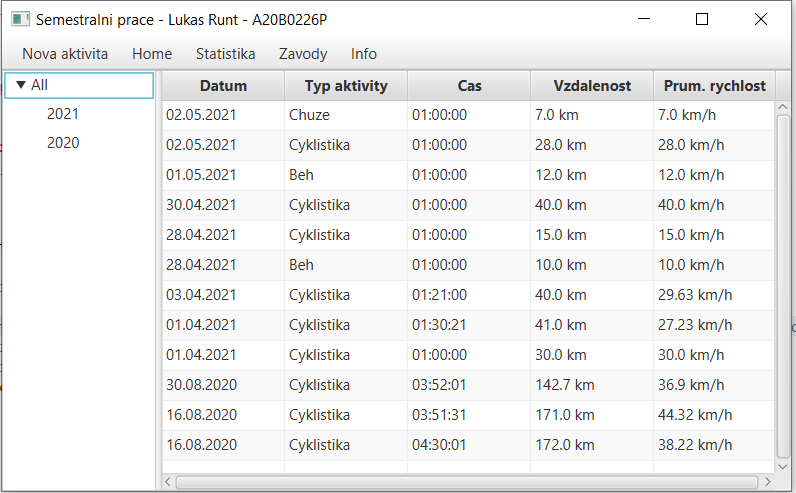 Semestralni prace - Lukas Runt - A20B0226P
Nova aktivita Home Statistika Zavody Info
All
2021
2020
Datum Typ aktivity Cas Vzdalenost Prum. rychlost
02.05.2021 Chuze 01:00:00 7.0 km 7.0 km/h
02.05.2021 Cyklistika 01:00:00 28.0 km 28.0 km/h
01.05.2021 Beh 01:00:00 12.0 km 12.0 km/h
30.04.2021 Cyklistika 01:00:00 40.0 km 40.0 km/h
28.04.2021 Cyklistika 01:00:00 15.0 km 15.0 km/h
28.04.2021 Beh 01:00:00 10.0 km 10.0 km/h
03.04.2021 Cyklistika 01:21:00 40.0 km 29.63 km/h
01.04.2021 Cyklistika 01:30:21 41.0 km 27.23 km/h
01.04.2021 Cyklistika 01:00:00 30.0 km 30.0 km/h
30.08.2020 Cyklistika 03:52:01 142.7 km 36.9 km/h
16.08.2020 Cyklistika 03:51:31 171.0 km 44.32 km/h
16.08.2020 Cyklistika 04:30:01 172.0 km 38.22 km/h